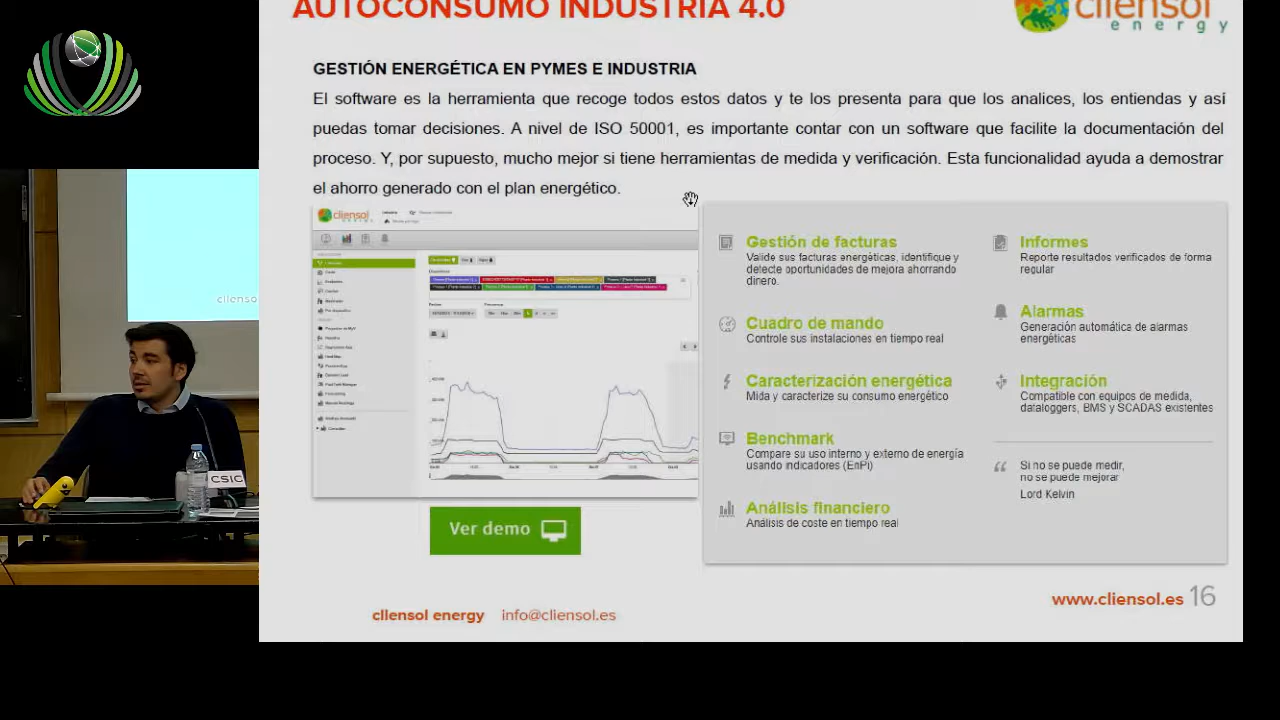 AUTOCONSUMO INDUSTRIA 4.0
cliensol
energy
GESTIÓN ENERGÉTICA EN PYMES E INDUSTRIA
El software es la herramienta que recoge todos estos datos y te los presenta para que los analices, los entiendas y así
puedas tomar decisiones. A nivel de ISO 50001, es importante contar con un software que facilite la documentación del
proceso. Y, por supuesto, mucho mejor si tiene herramientas de medida y verificación. Esta funcionalidad ayuda a demostrar
el ahorro generado con el plan energético.
cliensol
Gestión de facturas
Valide sus facturas energéticas, identifique y
detecte oportunidades de mejora ahorrando
dinero.
Cuadro de mando
Controle sus instalaciones en tiempo real
Caracterización energética
Mida y caracterize su consumo energético
Benchmark
Compare su uso interno y externo de energía
usando indicadores (EnPi)
Análisis financiero
Análisis de coste en tiempo real
Informes
Reporte resultados verificados de forma
regular
Alarmas
Generación automática de alarmas
energéticas
Integración
Compatible con equipos de medida,
dataloggers, BMS y SCADAS existentes
“ Si no se puede medir,
no se puede mejorar
Lord Kelvin
Ver demo
cliensol energy info@cliensol.es
www.cliensol.es 16
clienso
CSIC